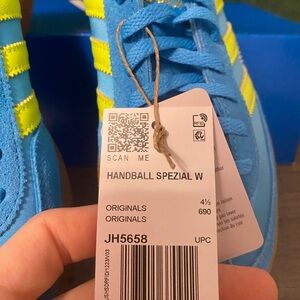 SCAN ME
HANDBALL SPEZIAL W
ORIGINALS 4½
ORIGINALS 690
JH5658 UPC